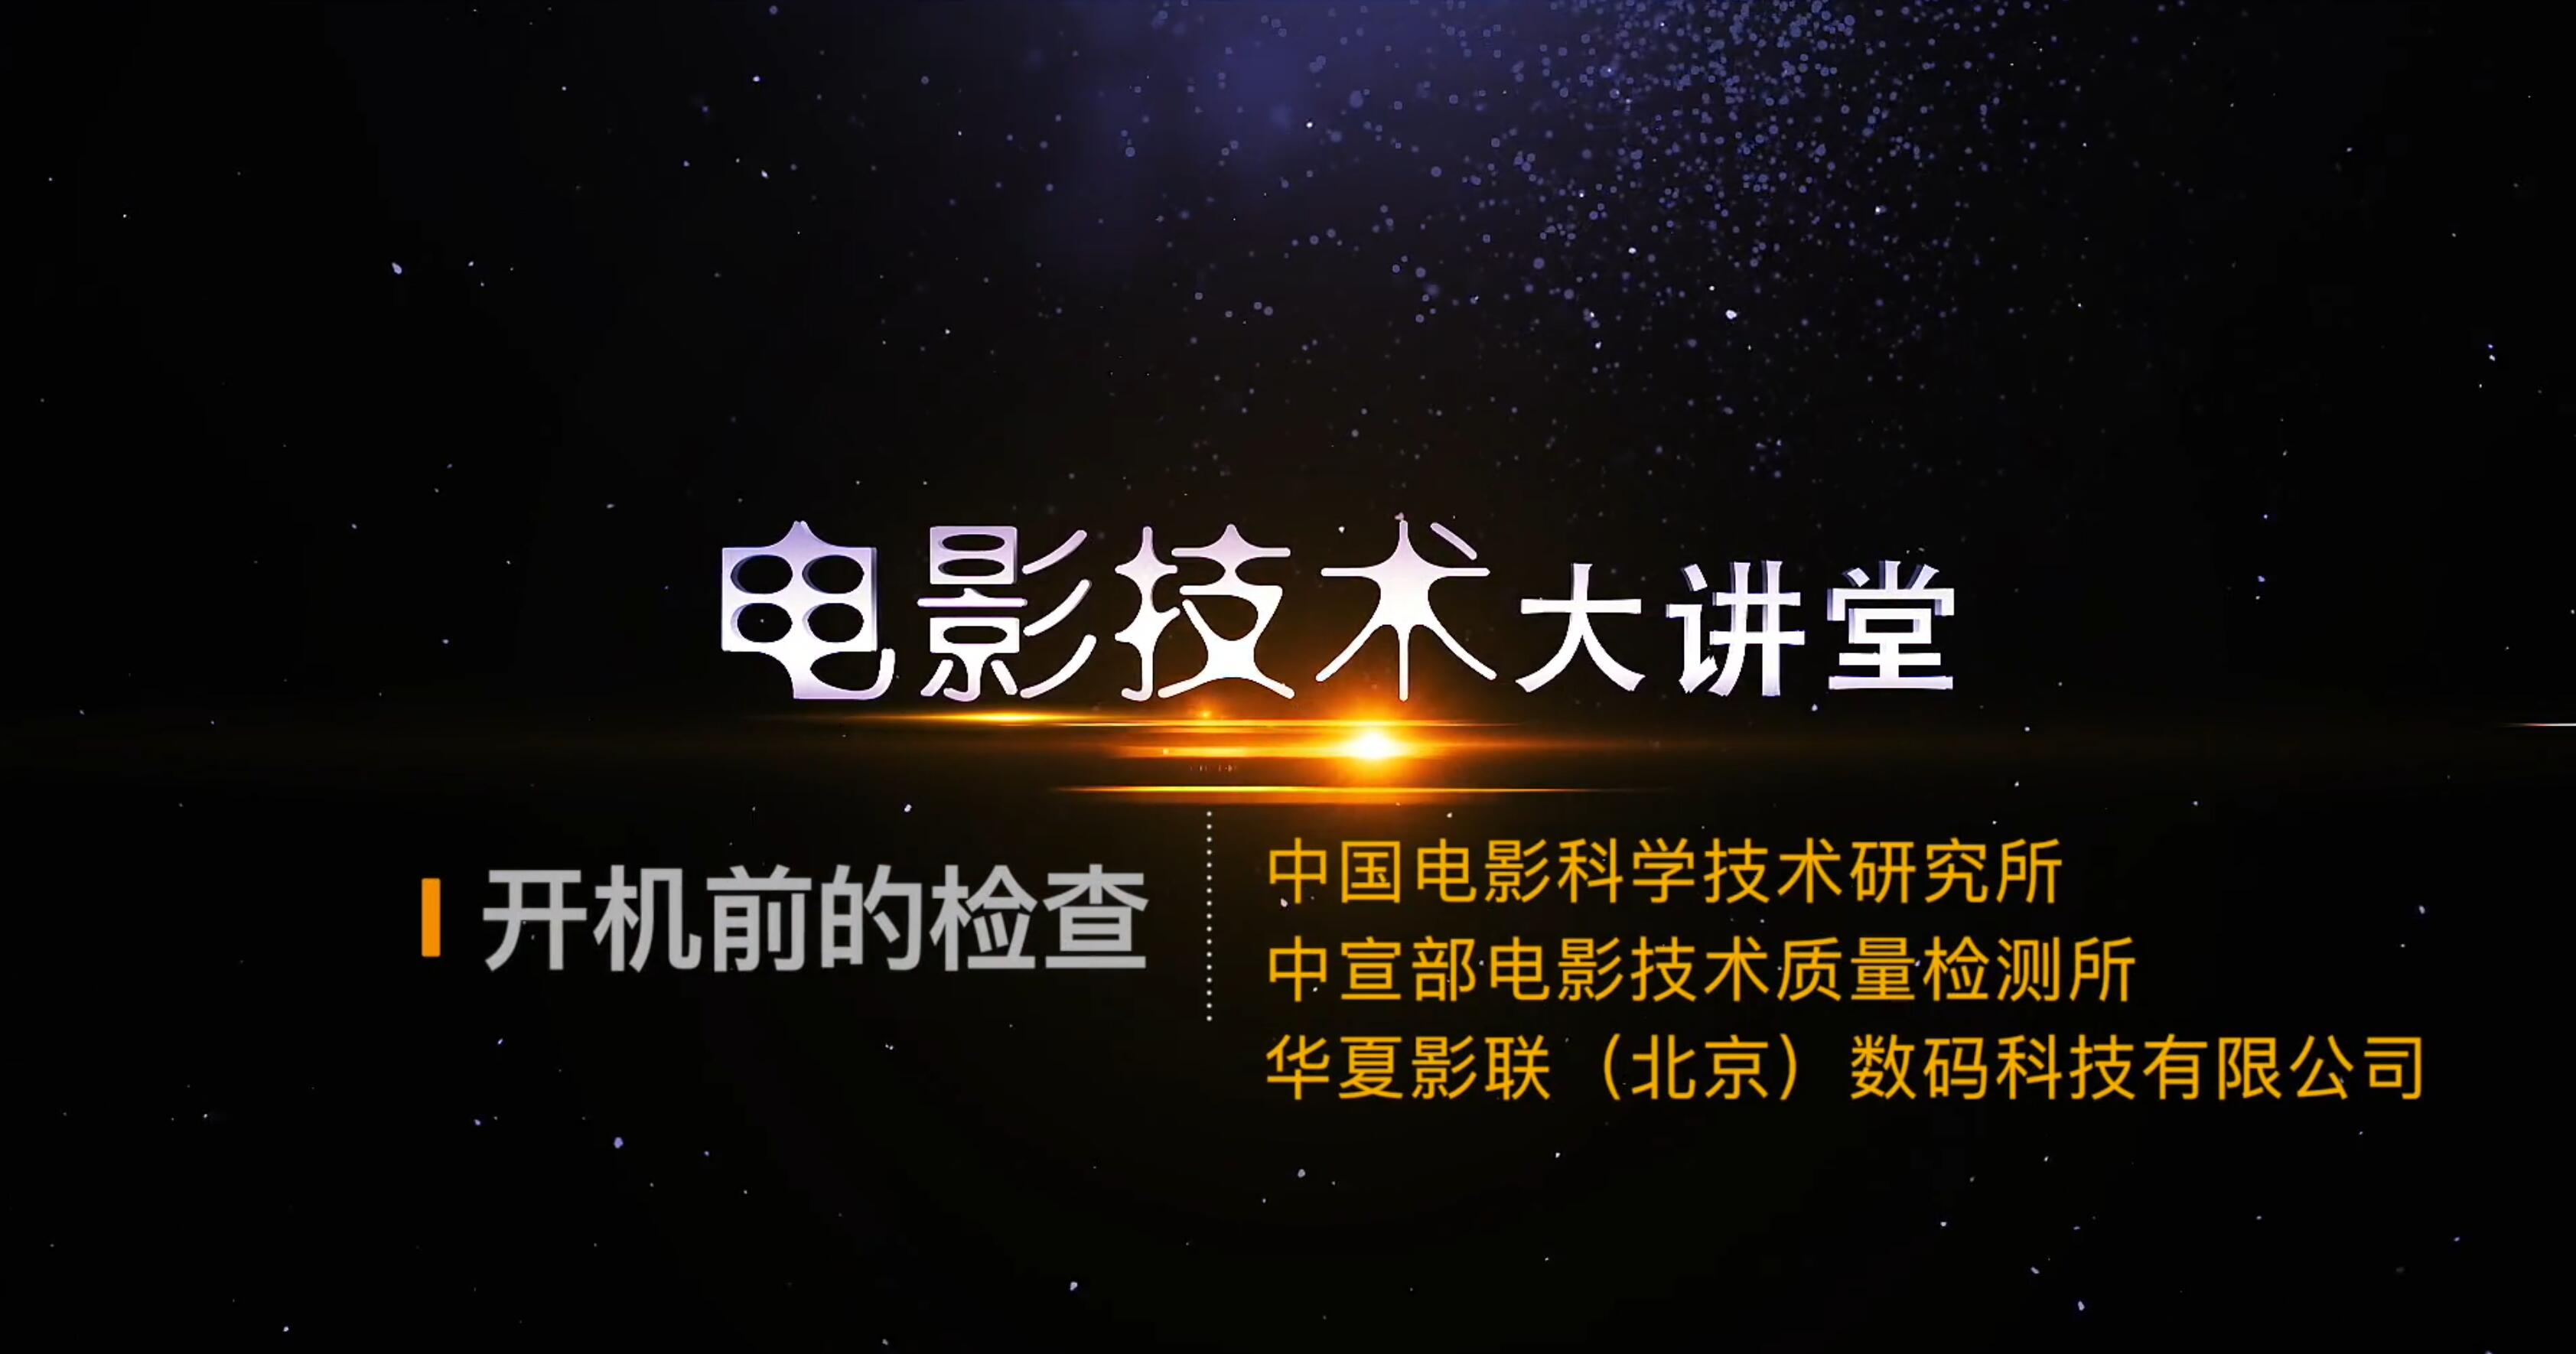 电影技术大讲堂
开机前的检查
中国电影科学技术研究所
中宣部电影技术质量检测所
华夏影联（北京）数码科技有限公司